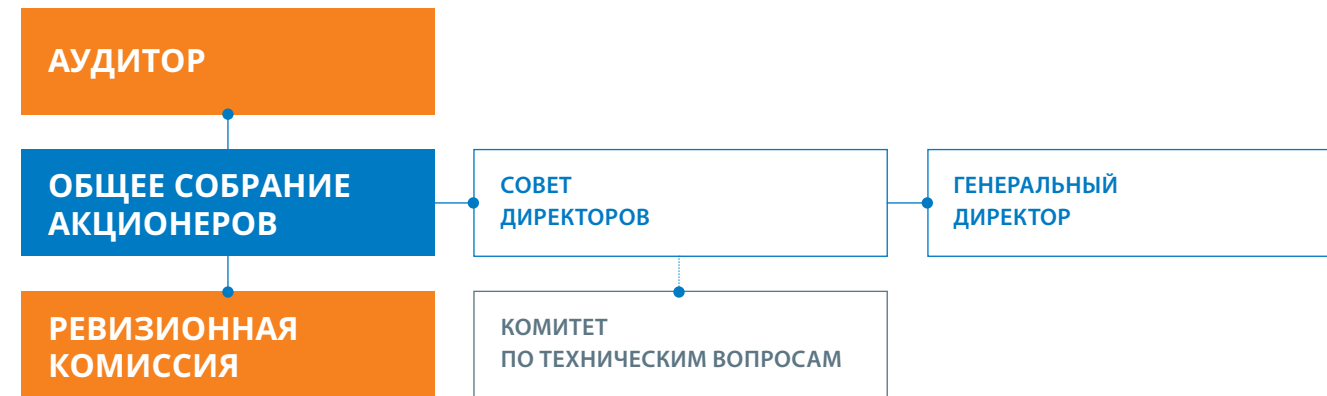 АУДИТОР
ОБЩЕЕ СОБРАНИЕ
АКЦИОНЕРОВ
СОВЕТ
ДИРЕКТОРОВ
ГЕНЕРАЛЬНЫЙ
ДИРЕКТОР
РЕВИЗИОННАЯ
КОМИССИЯ
КОМИТЕТ
ПО ТЕХНИЧЕСКИМ ВОПРОСАМ